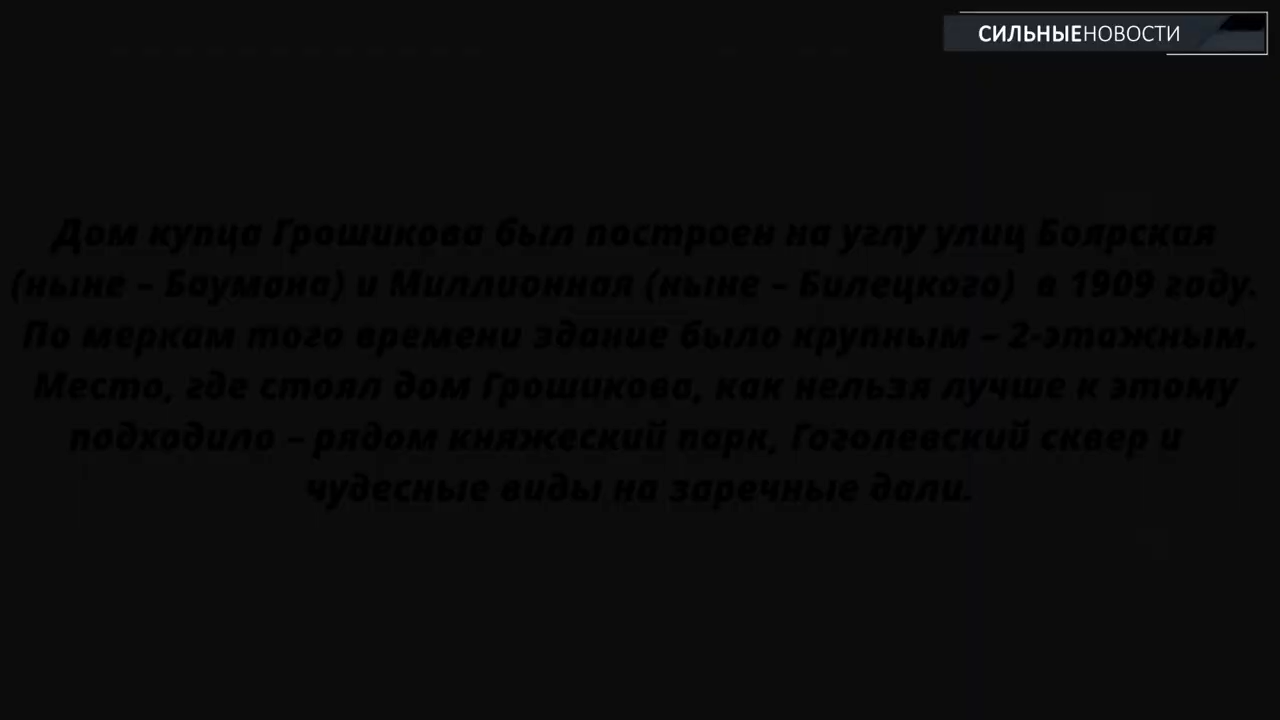 СИЛЬНЫЕНОВОСТИ
Дом купца Грошикова был построен на углу улиц Боярская
(ныне – Баумана) и Миллионная (ныне – Билецкого) в 1909 году.
По меркам того времени здание было крупным – 2-этажным.
Место, где стоял дом Грошикова, как нельзя лучше к этому
подходило – рядом княжеский парк, Гоголевский сквер и
чудесные виды на заречные дали.